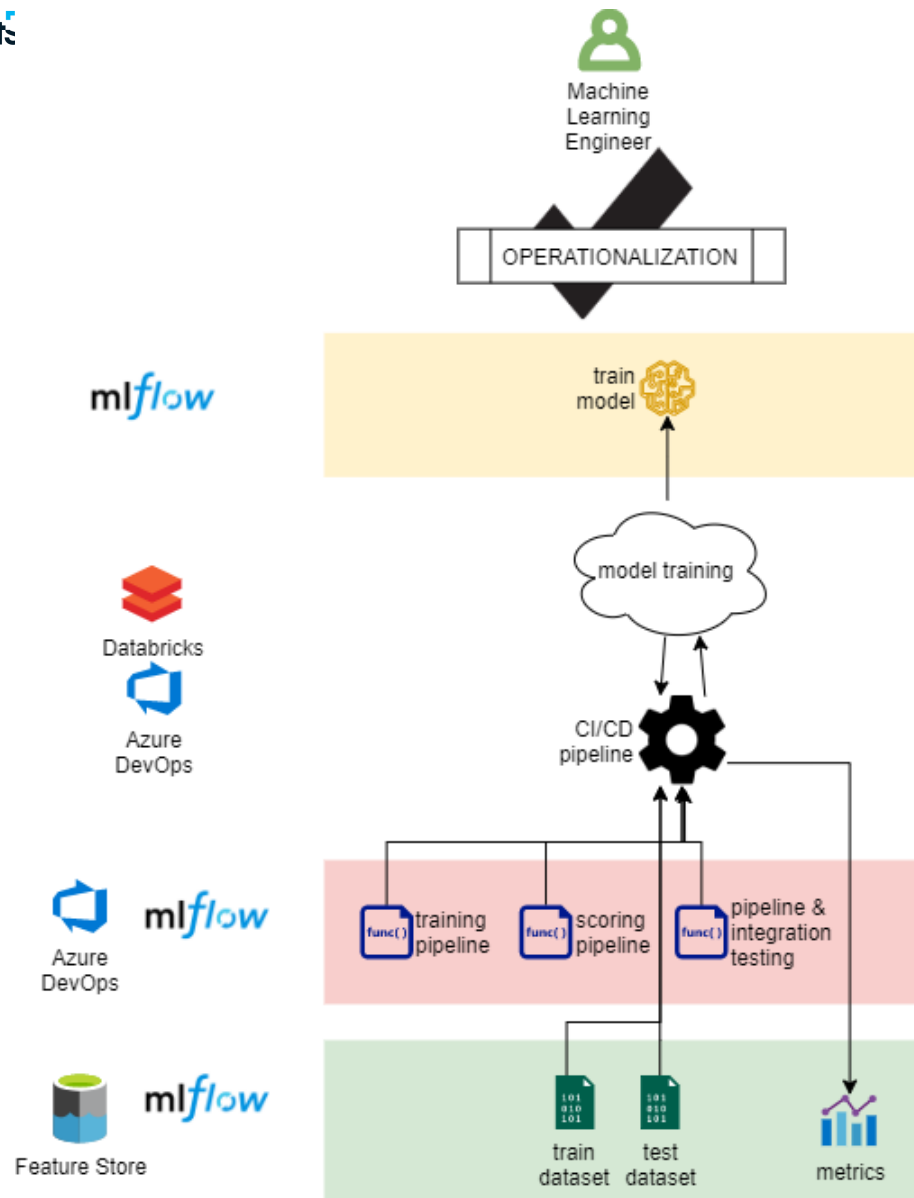 Machine
Learning
Engineer
OPERATIONALIZATION
mlflow
train
model
model training
Databricks
Azure
DevOps
CI/CD
pipeline
Azure
DevOps
mlflow
func()
training
pipeline
func()
scoring
pipeline
func()
pipeline &
integration
testing
Feature Store
mlflow
101
010
101
train
dataset
101
010
101
test
dataset
metrics